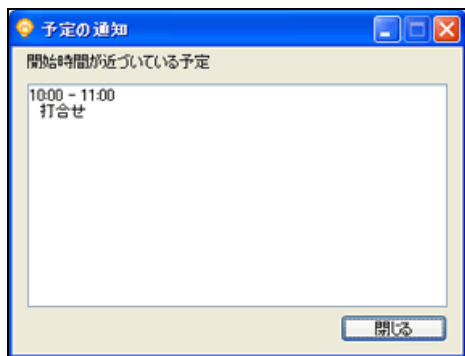 予定の通知
開始時間が近づいている予定
10:00 - 11:00
打合せ
閉じる